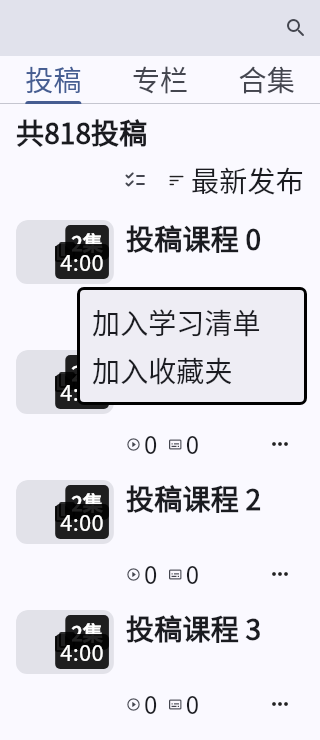 投稿 专栏 合集
共818投稿
最新发布
2集
4:00
投稿课程 0
加入学习清单
加入收藏夹
4:
0 0
2集
4:00
投稿课程 2
0 0
2集
4:00
投稿课程 3
0 0